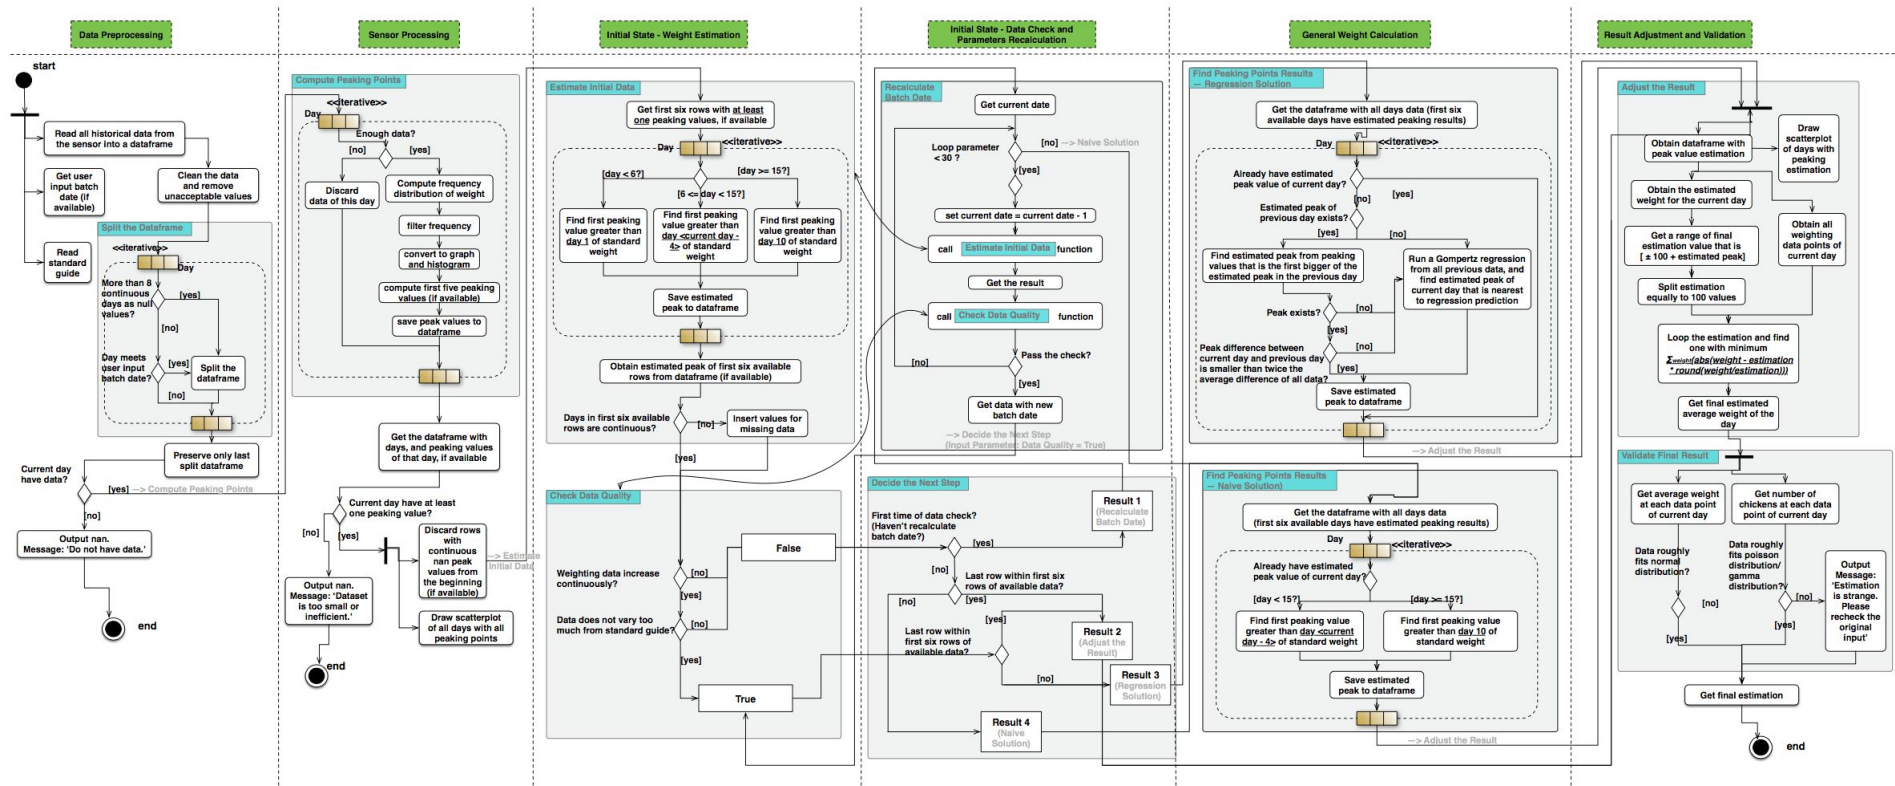 Data Preprocessing
Sensor Processing
Initial State - Weight Estimation
Initial State - Data Check and
Parameters Recalculation
General Weight Calculation
Result Adjustment and Validation
start
Read all historical data from
the sensor into a dataframe
Get user
input batch
date (if
available)
Clean the data
and remove
unacceptable values
Read
standard
guide
Split the Dataframe
<<iterative>>
Day
More than 8
continuous
days as null
values?
[yes]
[no]
Day meets
user input
batch date?
[yes]
Split the
dataframe
[no]
Preserve only last
split dataframe
Current day
have data?
[yes]
—> Compute Peaking Points
[no]
Output nan.
Message: 'Do not have data.'
end
Compute Peaking Points
<<iterative>>
Day
Enough data?
[no]
[yes]
Discard
data of this day
Compute frequency
distribution of weight
filter frequency
convert to graph
and histogram
compute first five peaking
values (if available)
save peak values to
dataframe
Get the dataframe with
days, and peaking values
of that day, if available
Current day have at least
one peaking value?
[no]
[yes]
Discard rows
with
continuous
nan peak
values from
the beginning
(if available)
—> Estimate
Initial Data
Output nan.
Message: 'Dataset
is too small or
inefficient.'
Draw scatterplot
of all days with all
peaking points
end
Estimate Initial Data
Get first six rows with at least
one peaking values, if available
Day
<<iterative>>
[day < 6?]
[day >= 15?]
[6 <= day < 15?]
Find first peaking
value greater than
day 1 of standard
weight
Find first peaking
value greater than
day <current day -
4> of standard
weight
Find first peaking
value greater than
day 10 of standard
weight
Save estimated
peak to dataframe
Obtain estimated peak of first six available
rows from dataframe (if available)
Days in first six available
rows are continuous?
[no]
Insert values for
missing data
[yes]
Check Data Quality
False
Weighting data increase
continuously?
[no]
[yes]
Data does not vary too
much from standard guide?
[no]
[yes]
True
Recalculate
Batch Date
Get current date
Loop parameter
< 30 ?
[no]
—> Naive Solution
[yes]
set current date = current date - 1
call
Estimate Initial Data
function
Get the result
call
Check Data Quality
function
Pass the check?
[no]
[yes]
Get data with new
batch date
—> Decide the Next Step
(Input Parameter: Data Quality = True)
Decide the Next Step
First time of data check?
(Haven't recalculate
batch date?)
[yes]
Result 1
(Recalculate
Batch Date)
[no]
Last row within first six
rows of available data?
[no]
[yes]
[yes]
Last row within
first six rows of
available data?
Result 2
(Adjust the
Result)
[no]
Result 3
(Regression
Solution)
Result 4
(Naive
Solution)
Find Peaking Points Results
— Regression Solution
Get the dataframe with all days data (first six
available days have estimated peaking results)
Day
<<iterative>>
Already have estimated
peak value of current day?
[yes]
[no]
Estimated peak of
previous day exists?
[yes]
[no]
Find estimated peak from peaking
values that is the first bigger of the
estimated peak in the previous day
Run a Gompertz regression
from all previous data, and
find estimated peak of
current day that is nearest
to regression prediction
Peak exists?
[no]
[yes]
Peak difference between
current day and previous day
is smaller than twice the
average difference of all data?
[no]
[yes]
Save estimated
peak to dataframe
—> Adjust the Result
Find Peaking Points Results
— Naive Solution)
Get the dataframe with all days data
(first six available days have estimated peaking results)
Day
<<iterative>>
Already have estimated
peak value of current day?
[day < 15?]
[day >= 15?]
Find first peaking value
greater than day <current
day - 4> of standard weight
Find first peaking value
greater than day 10 of
standard weight
Save estimated
peak to dataframe
—> Adjust the Result
Adjust the Result
Obtain dataframe with
peak value estimation
Draw
scatterplot
of days with
peaking
estimation
Obtain the estimated
weight for the current day
Get a range of final
estimation value that is
[ ± 100 + estimated peak]
Obtain all
weighting
data points of
current day
Split estimation
equally to 100 values
Loop the estimation and find
one with minimum
Σweight(abs(weight - estimation
* round(weight/estimation)))
Get final estimated
average weight of the
day
Validate Final Result
Get average weight
at each data point
of current day
Get number of
chickens at each data
point of current day
Data roughly
fits normal
distribution?
[no]
[yes]
Data roughly
fits poisson
distribution/
gamma
distribution?
[no]
[yes]
Output
Message:
'Estimation
is strange.
Please
recheck the
original
input'
Get final estimation
end